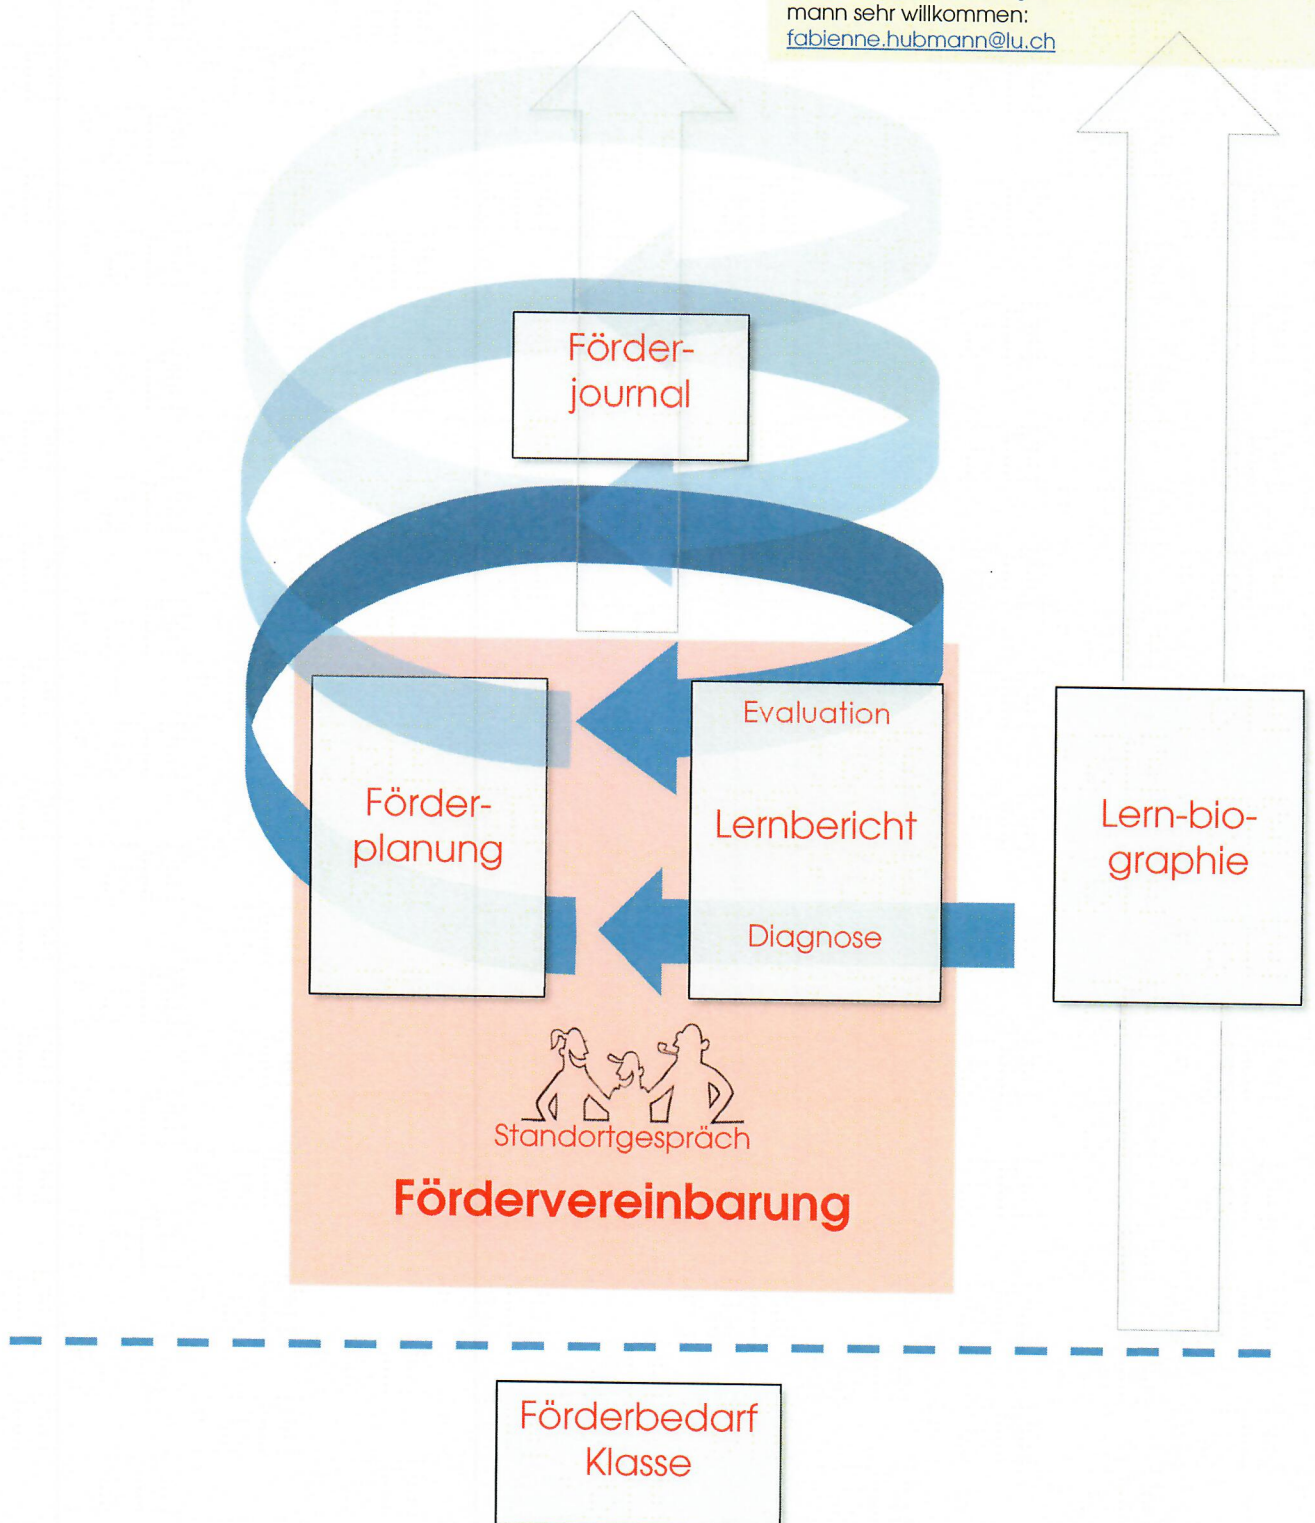 mann sehr willkommen:
fabienne.hubmann@lu.ch
Förder-
journal
Evaluation
Förder-
planung
Lernbericht
Lern-bio-
graphie
Diagnose
Standortgespräch
Fördervereinbarung
Förderbedarf
Klasse